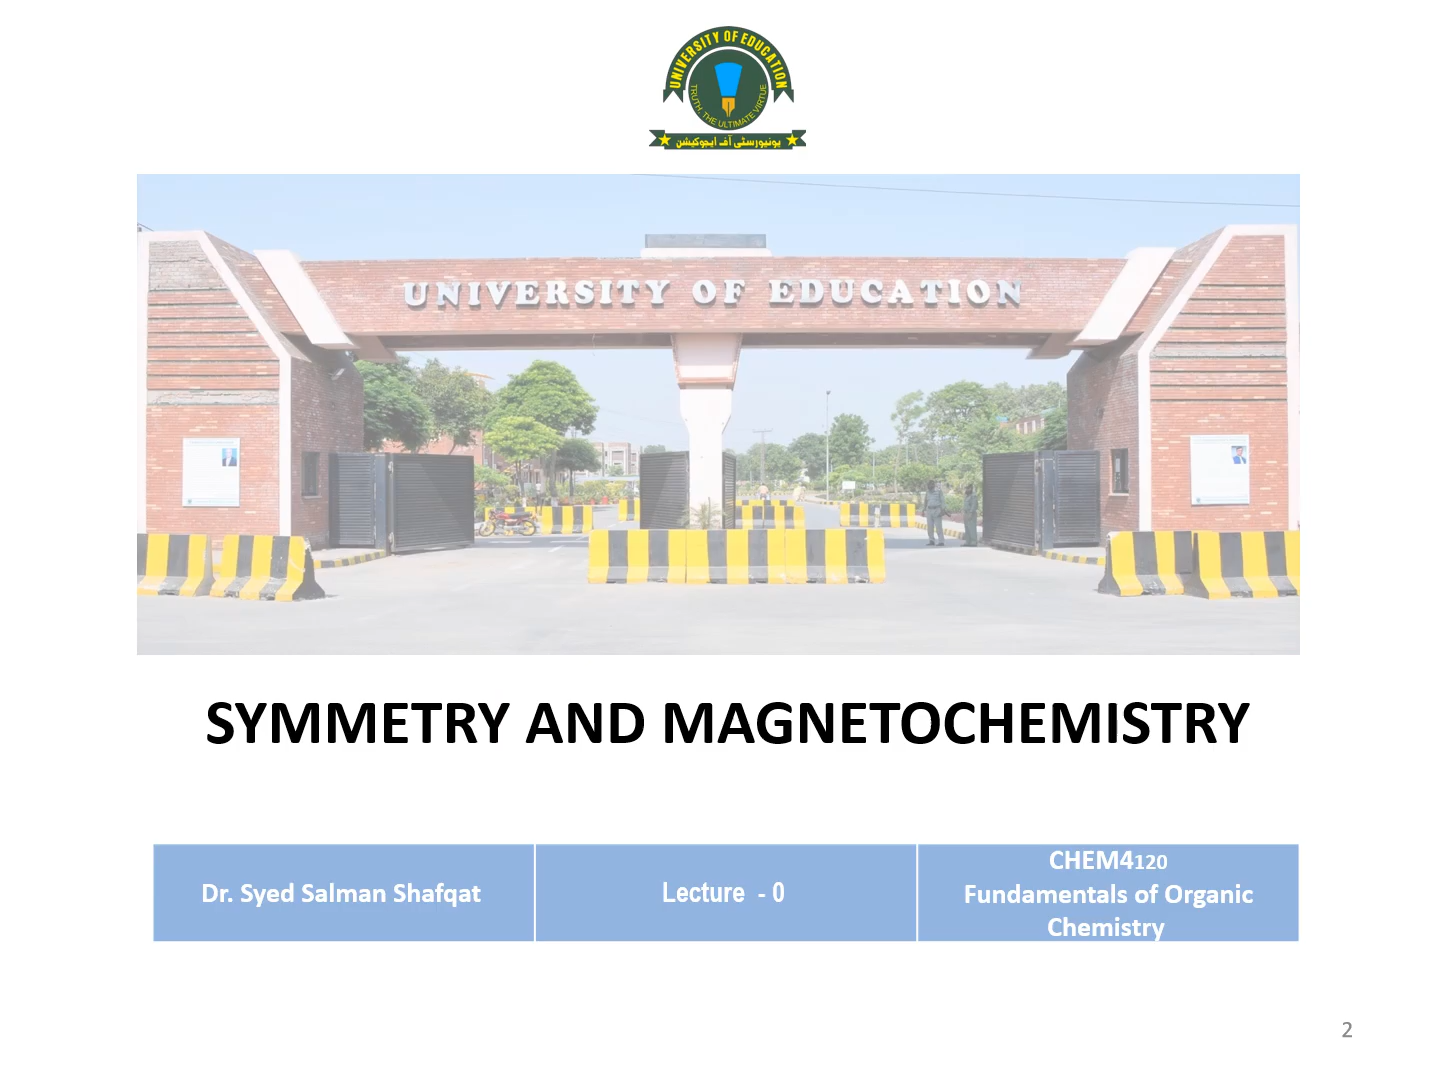 UNIVERSITY OF EDUCATION
TRUTH THE ULTIMATE VIRTUE
یونیورسٹی آف ایجوکیشن
UNIVERSITY OF EDUCATION
SYMMETRY AND MAGNETOCHEMISTRY
Dr. Syed Salman Shafqat
Lecture - 0
CHEM4120
Fundamentals of Organic
Chemistry
2